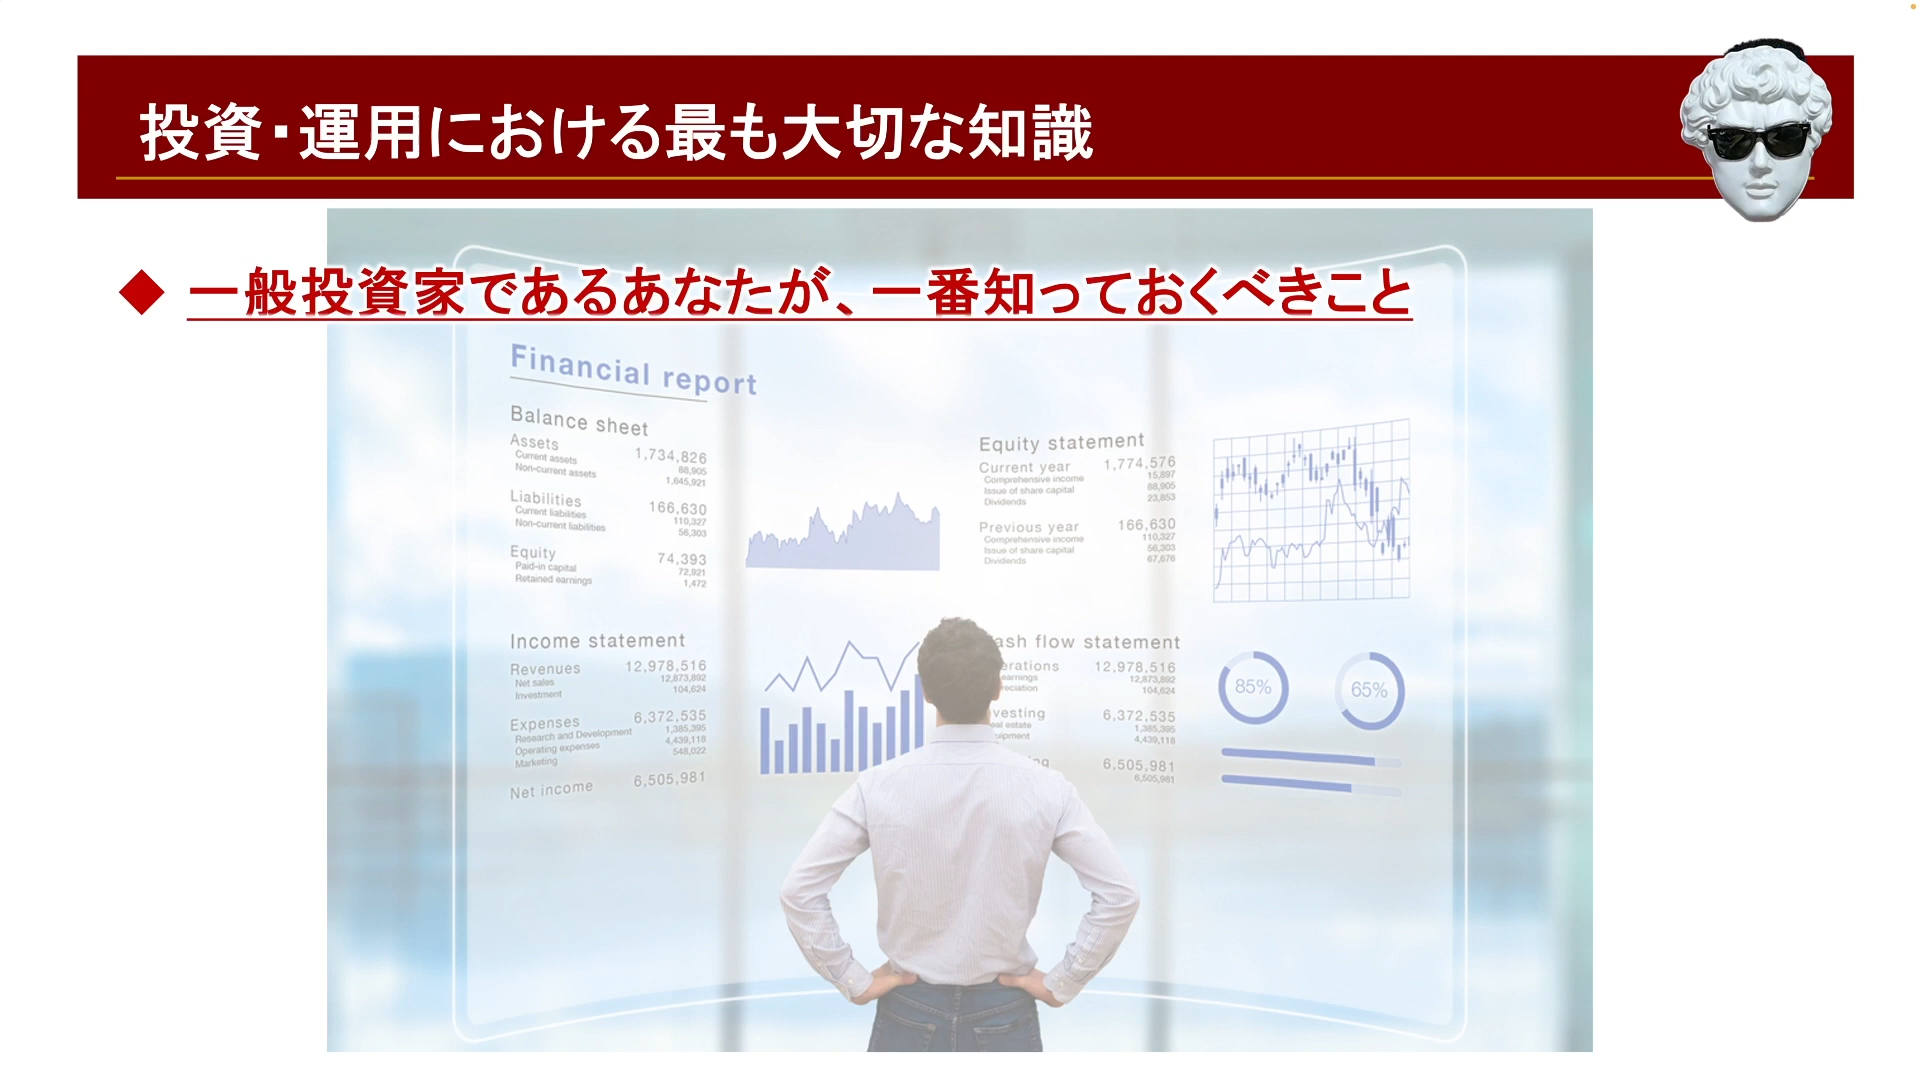 投資・運用における最も大切な知識
◆ 一般投資家であるあなたが、一番知っておくべきこと
Financial report
Balance sheet
Assets 1,734,826
Current assets 88,905
Non-current assets 1,645,921
Liabilities 166,630
Current liabilities 110,327
Non-current liabilities 56,303
Equity 74,393
Paid-in capital 72,921
Retained earnings 1,472
Equity statement
Current year 1,774,576
Comprehensive income 15,897
Issue of share capital 88,905
Dividends 23,853
Previous year 166,630
Comprehensive income 110,327
Issue of share capital 56,303
Dividends 67,676
Income statement
Revenues 12,978,516
Net sales 12,873,892
Investment 104,624
Expenses 6,372,535
Research and Development 1,385,395
Operating expenses 4,439,118
Marketing 548,022
Net income 6,505,981
ash flow statement
erations 12,978,516
earnings 12,873,892
reciation 104,624
vesting 6,372,535
eal estate 1,385,395
uipment 4,439,118
ng 6,505,981
6,505,981
85%
65%